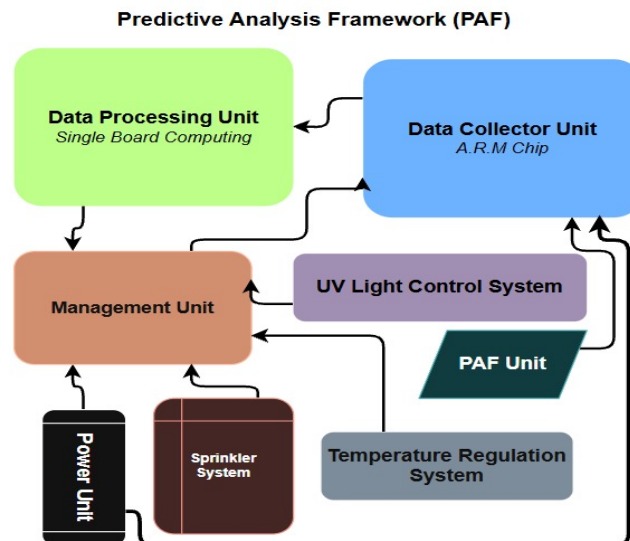 Predictive Analysis Framework (PAF)
Data Processing Unit
Single Board Computing
Data Collector Unit
A.R.M Chip
Management Unit
UV Light Control System
PAF Unit
Power Unit
Sprinkler
System
Temperature Regulation
System